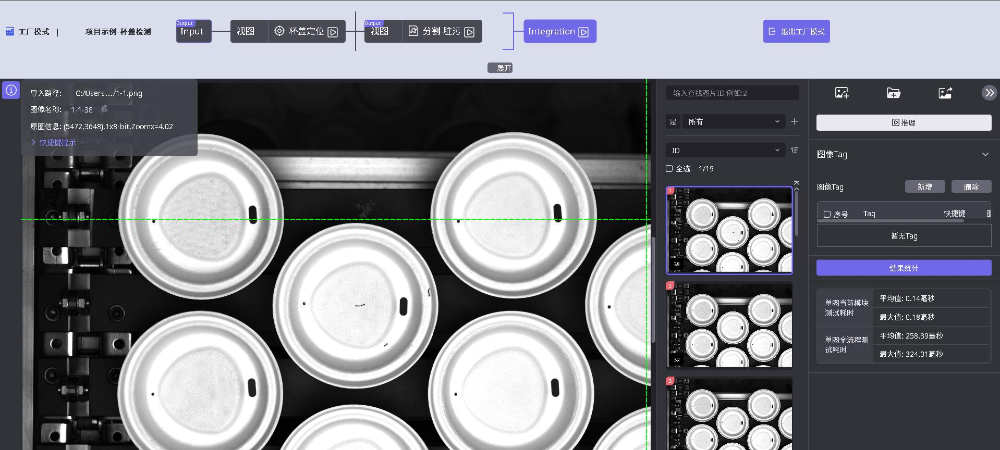 工厂模式 |
项目示例-杯盖检测
Output
Input
视图
杯盖定位
Output
视图
分割-脏污
Integration
退出工厂模式
展开
导入路径: C:/Users.../1-1.png
图像名称: 1-1-38
原图信息: (5472,3648),1x8-bit,Zoomx=4.02
快捷键提示
输入查找图片ID,例如:2
是 所有
ID
全选 1/19
1
38
2
39
3
推理
图像Tag
图像Tag 新增 删除
序号 Tag 快捷键
暂无Tag
结果统计
单图当前模块
测试耗时
平均值: 0.14毫秒
最大值: 0.18毫秒
单图全流程测
试耗时
平均值: 258.39毫秒
最大值: 324.01毫秒